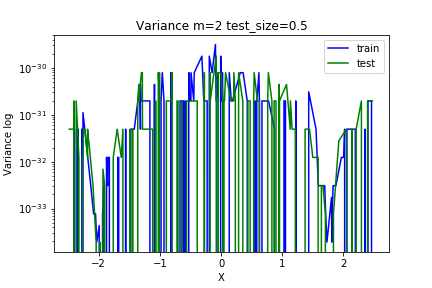 Variance m=2 test_size=0.5
train
test
Variance log
10⁻³⁰
10⁻³¹
10⁻³²
10⁻³³
−2 −1 0 1 2
X